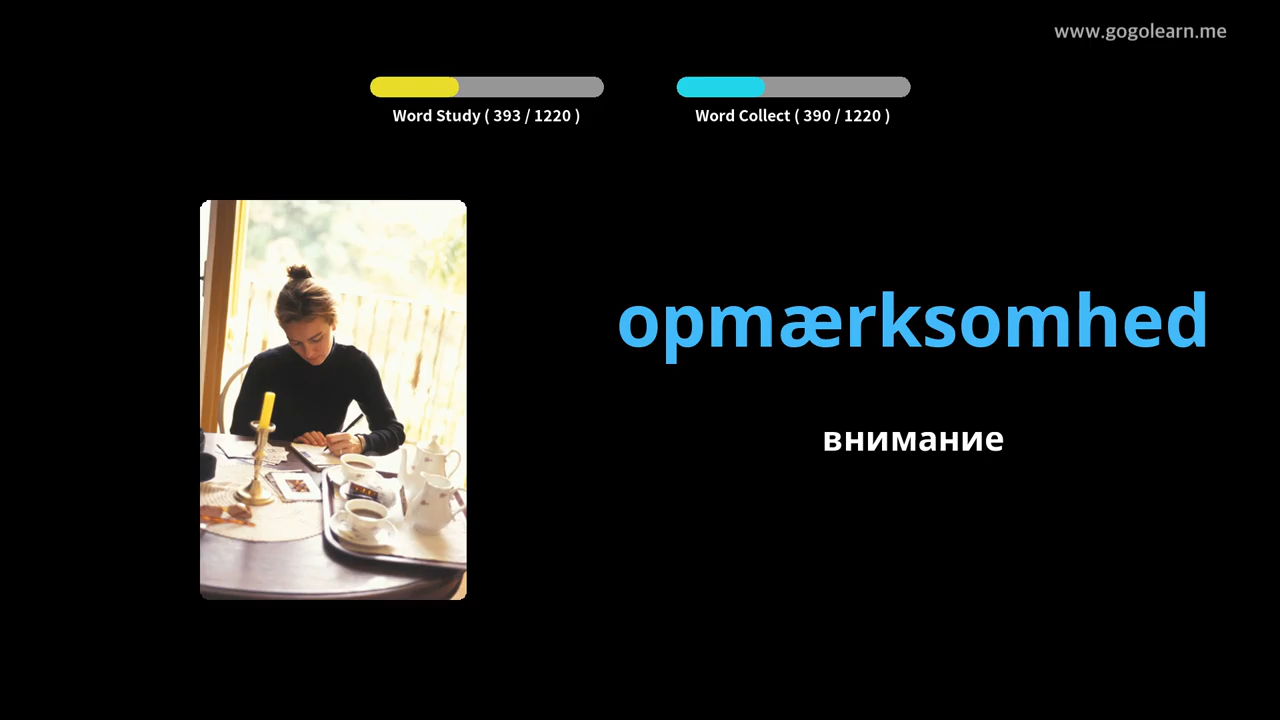 www.gogolearn.me
Word Study ( 393 / 1220 )
Word Collect ( 390 / 1220 )
opmærksomhed
внимание